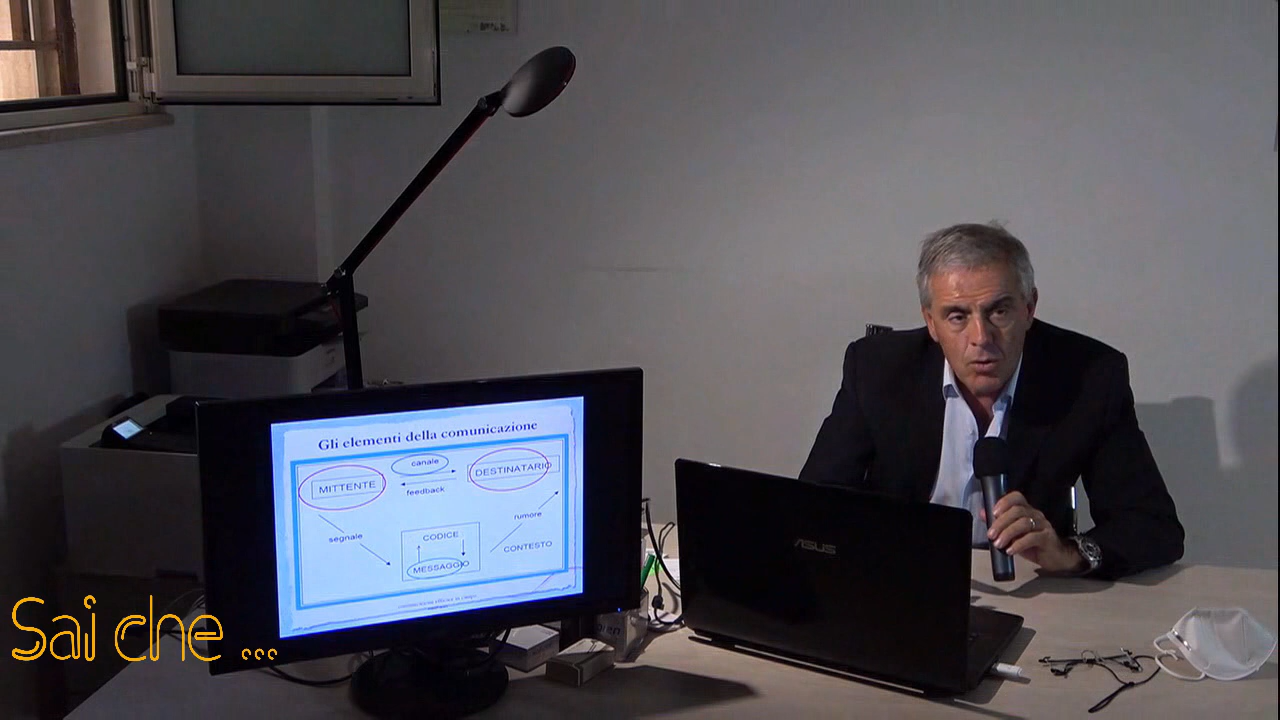 Gli elementi della comunicazione
canale
MITTENTE
DESTINATARIO
feedback
segnale
rumore
CODICE
CONTESTO
MESSAGGIO
ASUS
Sai che ...